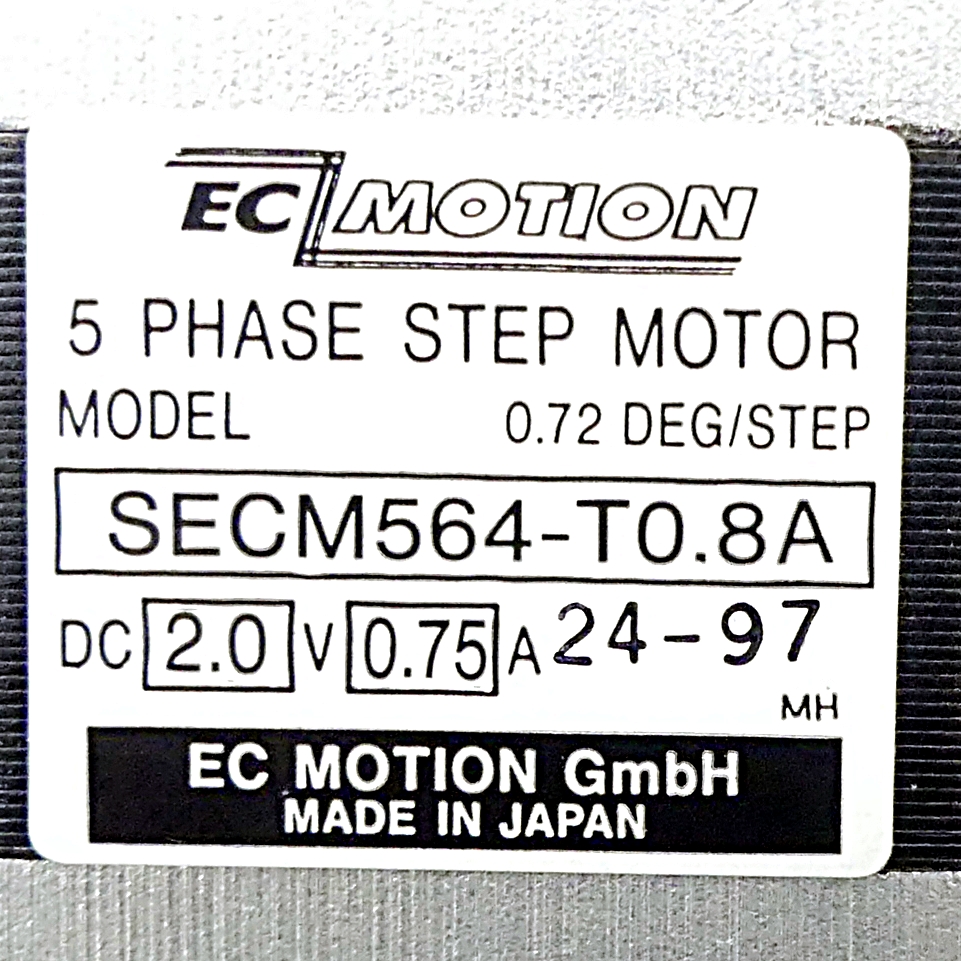 EC MOTION
5 PHASE STEP MOTOR
MODEL 0.72 DEG/STEP
SECM564-T0.8A
DC 2.0 V 0.75 A 24-97
MH
EC MOTION GmbH
MADE IN JAPAN